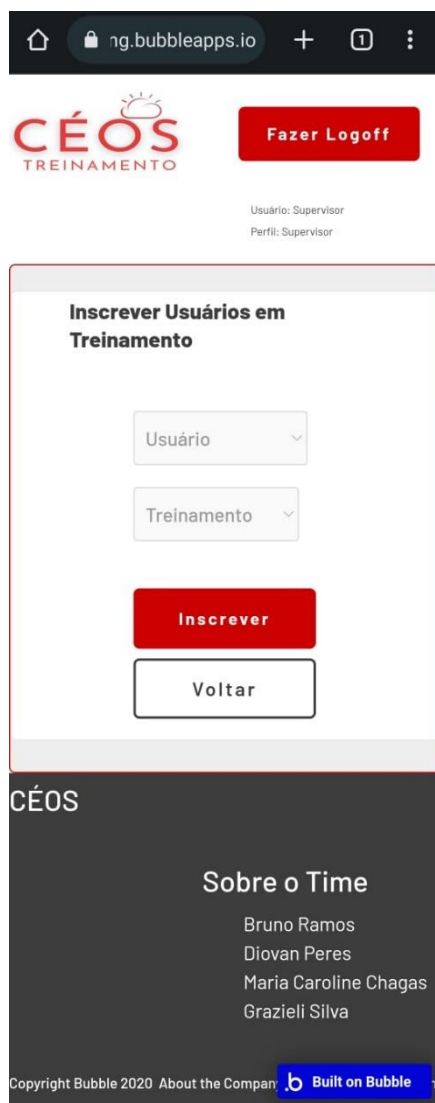 ng.bubbleapps.io
1
CÉOS
TREINAMENTO
Fazer Logoff
Usuário: Supervisor
Perfil: Supervisor
Inscrever Usuários em
Treinamento
Usuário
Treinamento
Inscrever
Voltar
CÉOS
Sobre o Time
Bruno Ramos
Diovan Peres
Maria Caroline Chagas
Grazieli Silva
Copyright Bubble 2020 About the Compan
b Built on Bubble